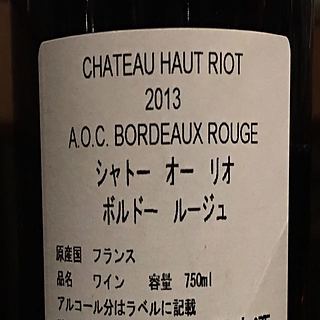 CHATEAU HAUT RIOT
2013
A.O.C. BORDEAUX ROUGE
シャトー オー リオ
ボルドー ルージュ
原産国 フランス
品名 ワイン 容量 750ml
アルコール分はラベルに記載